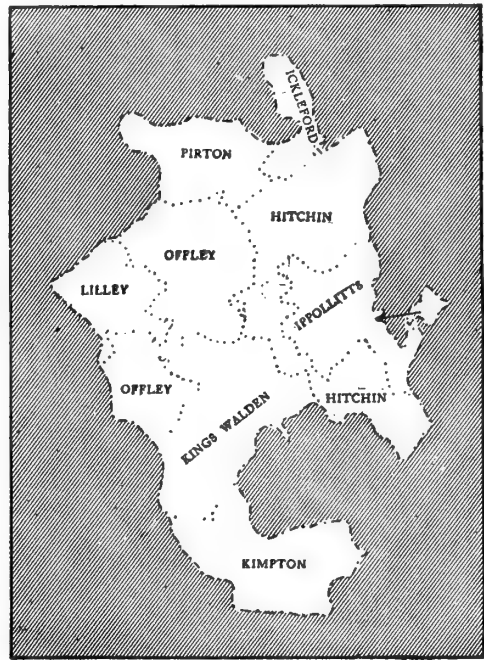 ICKLEFORD
PIRTON
HITCHIN
OFFLEY
LILLEY
IPPOLLITTS
OFFLEY
HITCHIN
KINGS WALDEN
KIMPTON